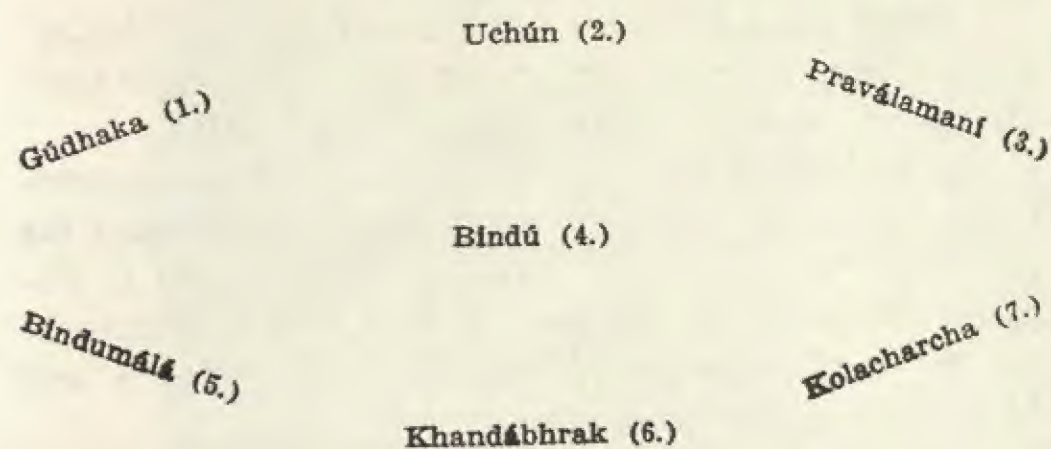 Gúdhaka (1.)
Uchún (2.)
Praválamaní (3.)
Bindú (4.)
Bindumálá (5.)
Khandábhrak (6.)
Kolacharcha (7.)